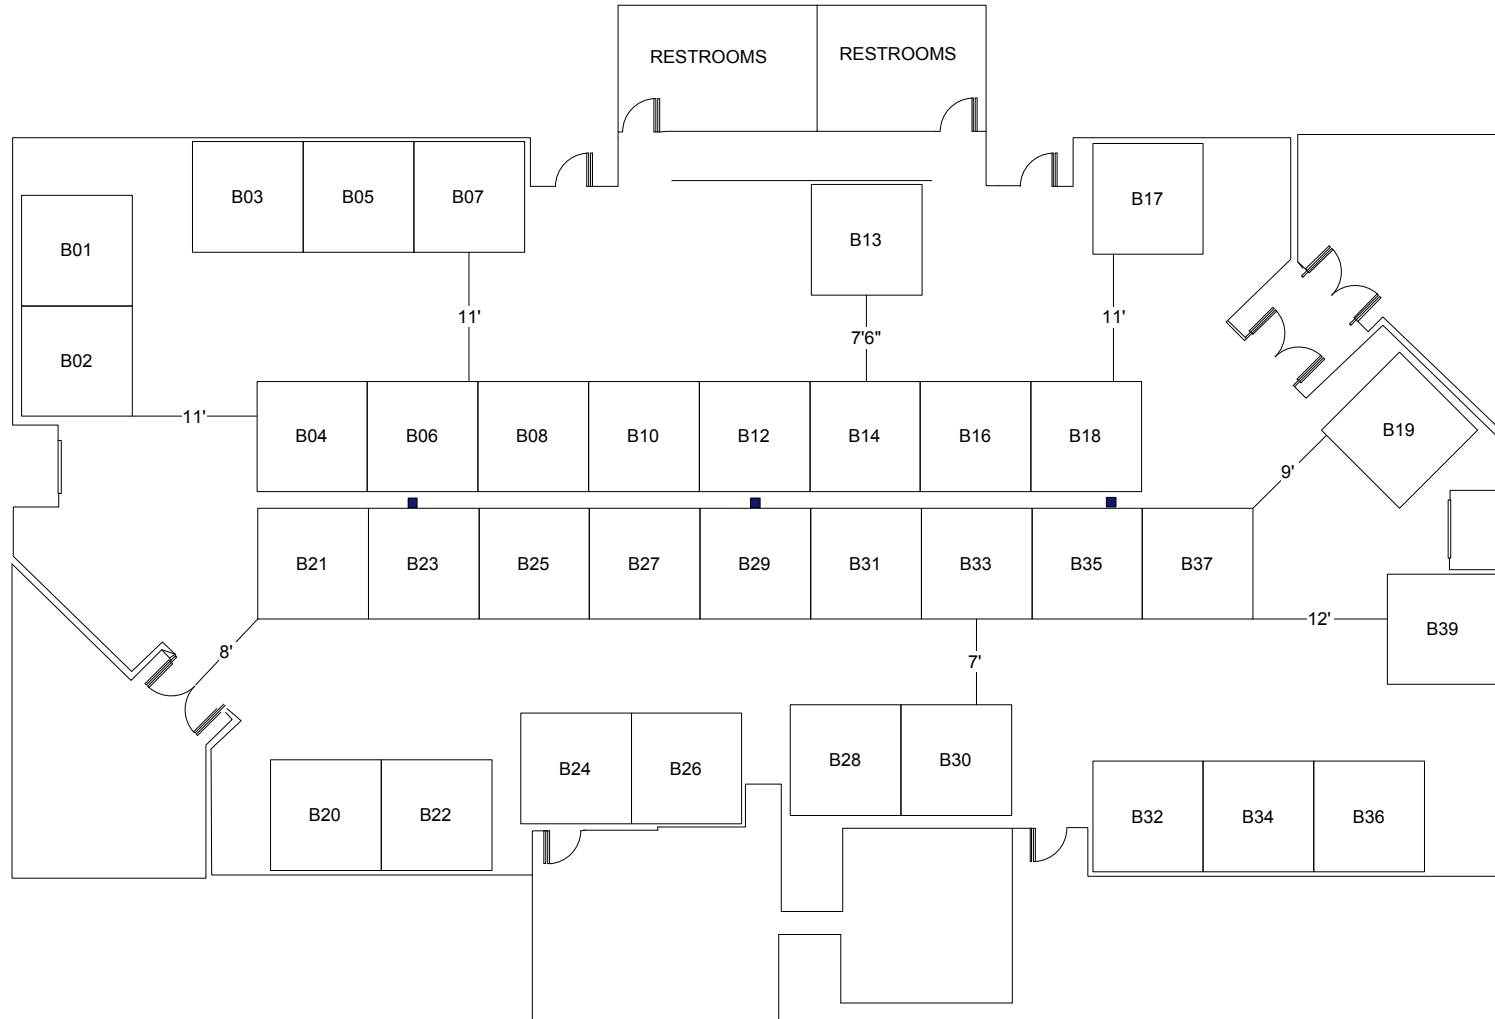 RESTROOMS RESTROOMS
B03 B05 B07 B17
B13
B01
11' 11'
7'6"
B02
11'
B04 B06 B08 B10 B12 B14 B16 B18 B19
9'
B21 B23 B25 B27 B29 B31 B33 B35 B37
12'
B39
8' 7'
B24 B26 B28 B30
B20 B22 B32 B34 B36